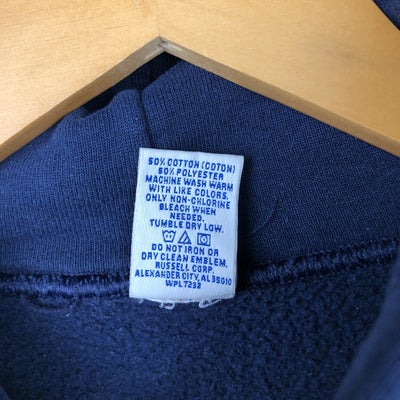 50% COTTON (COTON)
50% POLYESTER
MACHINE WASH WARM
WITH LIKE COLORS.
ONLY NON-CHLORINE
BLEACH WHEN
NEEDED.
TUMBLE DRY LOW.
DO NOT IRON OR
DRY CLEAN EMBLEM.
RUSSELL CORP.
ALEXANDER CITY, AL 35010
WPL 7232